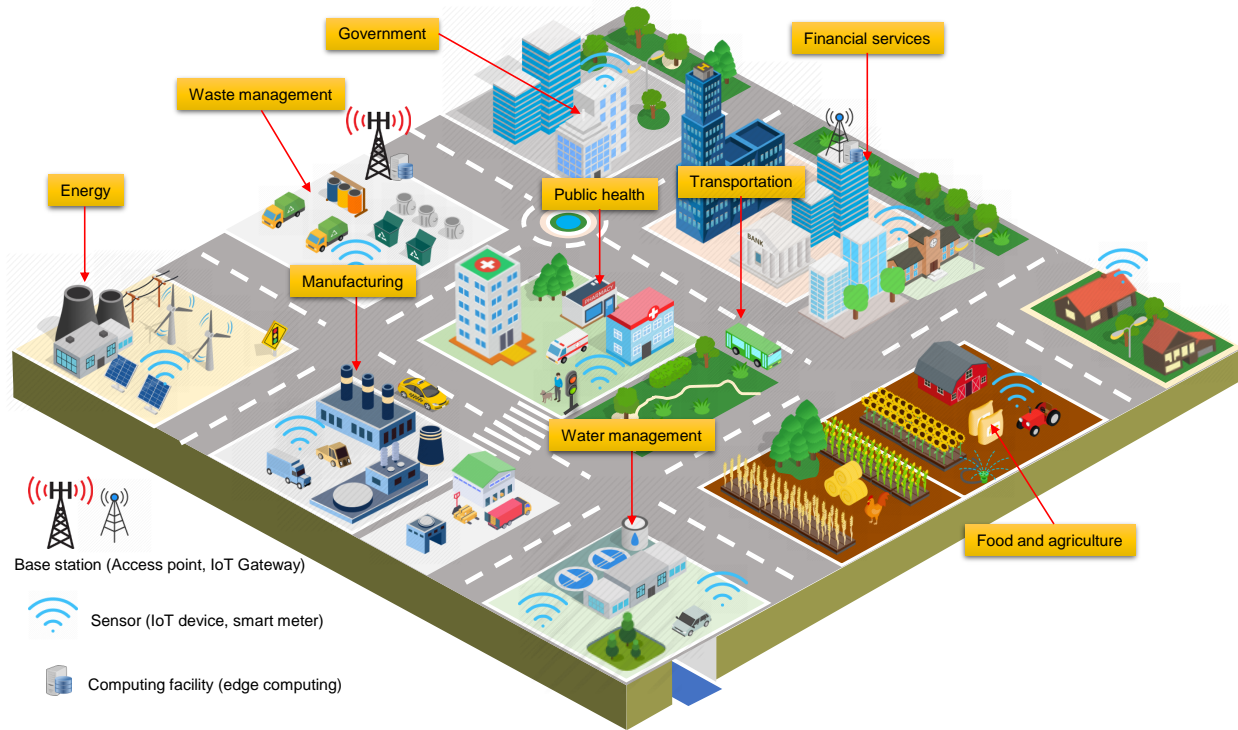 Government
Financial services
Waste management
Energy
Public health
Transportation
Manufacturing
PHARMACY
BANK
Water management
Food and agriculture
Base station (Access point, IoT Gateway)
Sensor (IoT device, smart meter)
Computing facility (edge computing)
H